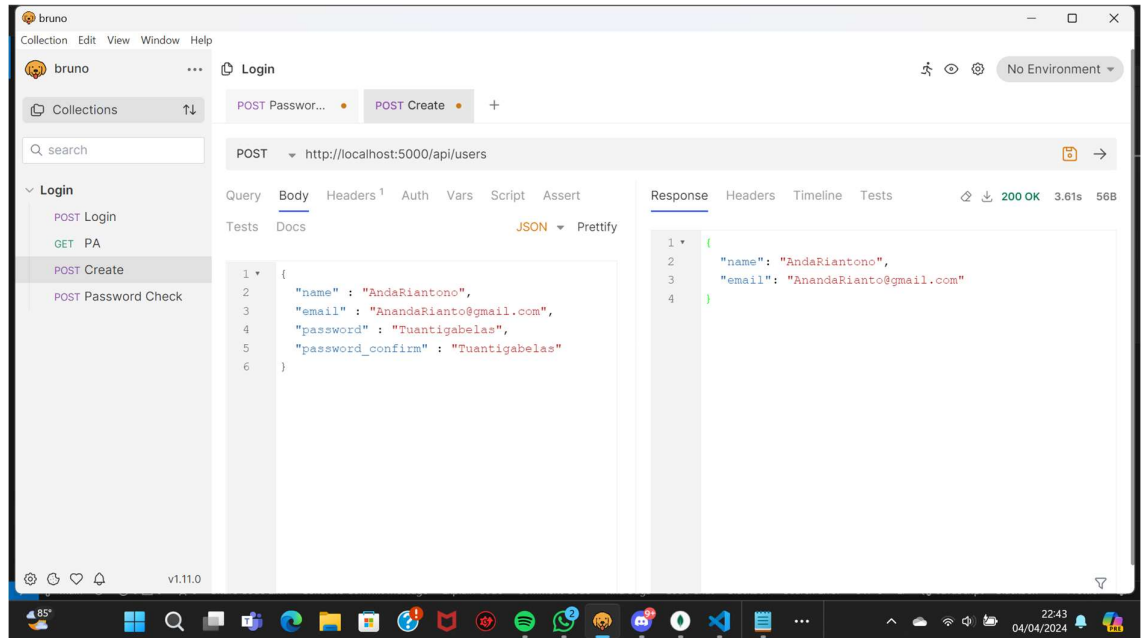 bruno
Collection Edit View Window Help
bruno ... Login No Environment
Collections POST Passwor... POST Create +
search POST http://localhost:5000/api/users
Login
POST Login
GET PA
POST Create
POST Password Check
Query Body Headers 1 Auth Vars Script Assert
Tests Docs JSON Prettify
1 {
2 "name" : "AndaRiantono",
3 "email" : "AnandaRianto@gmail.com",
4 "password" : "Tuantigabelas",
5 "password_confirm" : "Tuantigabelas"
6 }
Response Headers Timeline Tests 200 OK 3.61s 56B
1 {
2 "name": "AndaRiantono",
3 "email": "AnandaRianto@gmail.com"
4 }
v1.11.0
85° 22:43
04/04/2024
PRE